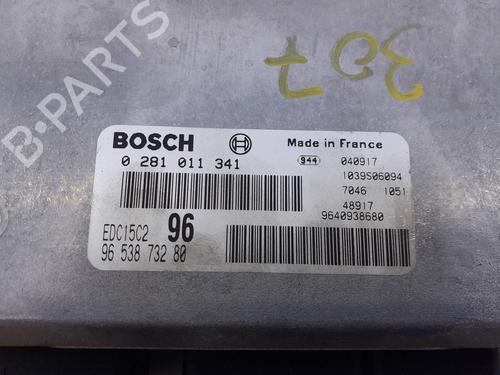 307
B-PARTS
BOSCH
Made in France
0 281 011 341
944 040917
1039S06094
7046 1051
48917
9640938680
EDC15C2 96
96 538 732 80